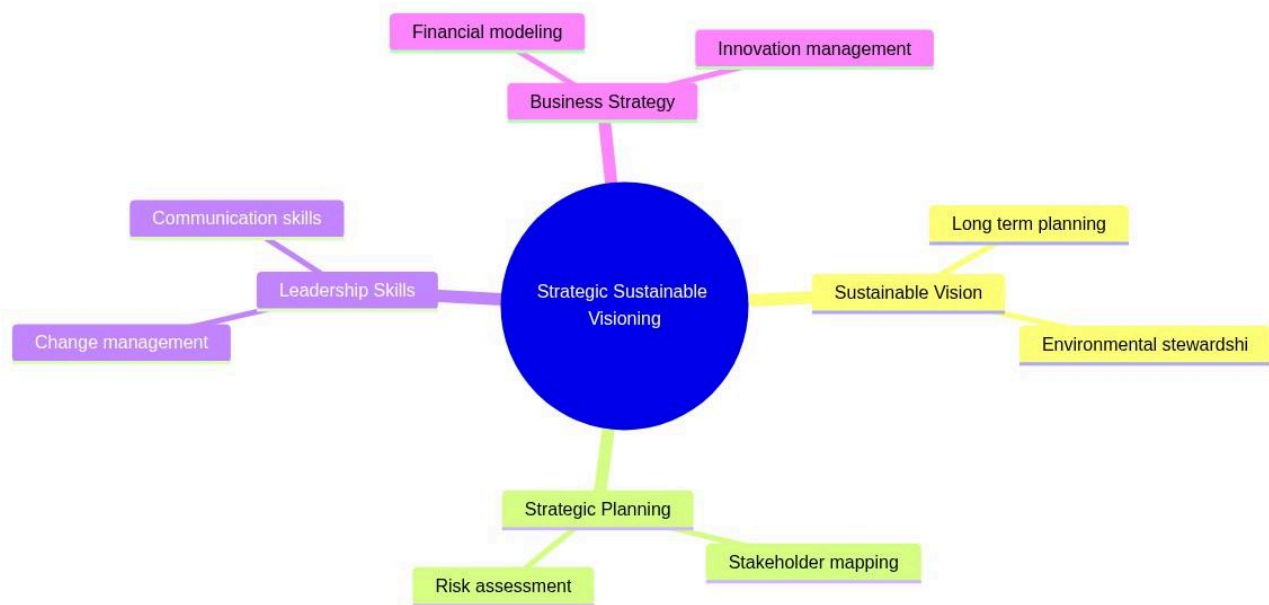 Financial modeling
Innovation management
Business Strategy
Communication skills
Long term planning
Leadership Skills
Strategic Sustainable
Visioning
Sustainable Vision
Change management
Environmental stewardshi
Strategic Planning
Stakeholder mapping
Risk assessment